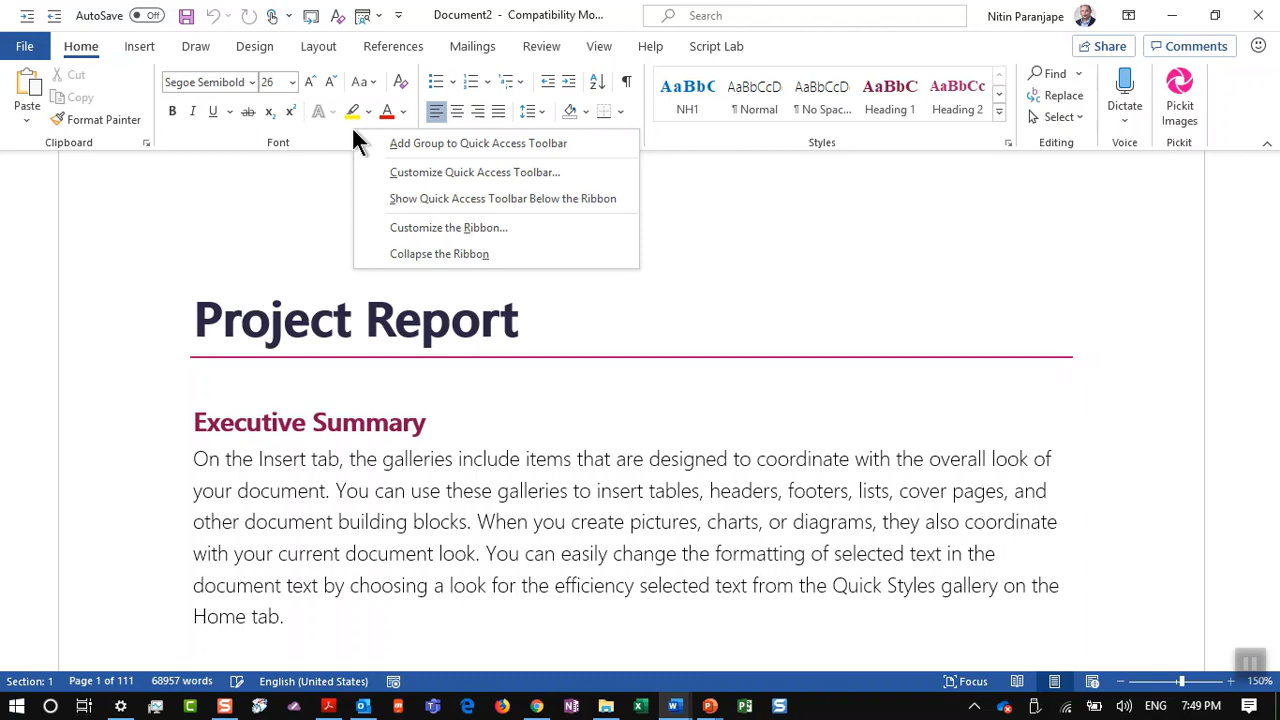 AutoSave Off Document2 - Compatibility Mo... Search Nitin Paranjape
File Home Insert Draw Design Layout References Mailings Review View Help Script Lab Share Comments
Paste
Cut
Copy
Format Painter
Clipboard
Segoe Semibold 26 Aa
B I U ab x₂ x² A A
Font
AaBbC AaBbCcDc AaBbCcDc AaBbC AaBbCc
NH1 ¶ Normal ¶ No Spac... Heading 1 Heading 2
Styles
Find
Replace
Select
Editing
Dictate
Voice
Pick
Images
Pickit
Add Group to Quick Access Toolbar
Customize Quick Access Toolbar...
Show Quick Access Toolbar Below the Ribbon
Customize the Ribbon...
Collapse the Ribbon
Project Report
Executive Summary
On the Insert tab, the galleries include items that are designed to coordinate with the overall look of
your document. You can use these galleries to insert tables, headers, footers, lists, cover pages, and
other document building blocks. When you create pictures, charts, or diagrams, they also coordinate
with your current document look. You can easily change the formatting of selected text in the
document text by choosing a look for the efficiency selected text from the Quick Styles gallery on the
Home tab.
Section: 1 Page 1 of 111 68957 words English (United States) Focus 150%
ENG 7:49 PM